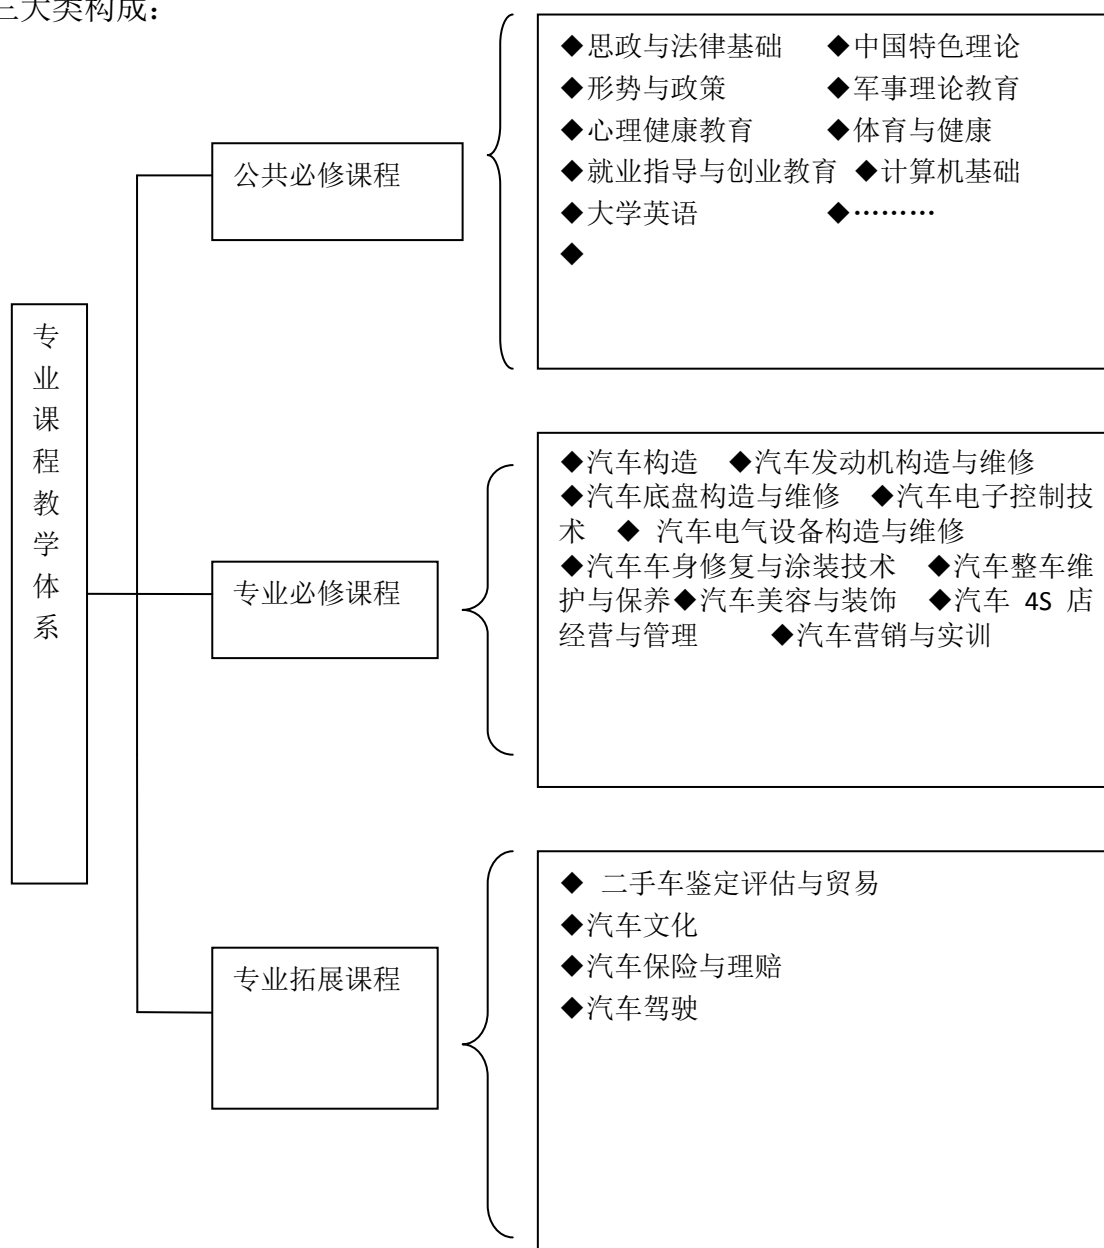 三大类构成：
◆思政与法律基础 ◆中国特色理论
◆形势与政策 ◆军事理论教育
◆心理健康教育 ◆体育与健康
◆就业指导与创业教育 ◆计算机基础
◆大学英语 ◆………
◆
公共必修课程
专业课程教学体系
◆汽车构造 ◆汽车发动机构造与维修
◆汽车底盘构造与维修 ◆汽车电子控制技
术 ◆ 汽车电气设备构造与维修
◆汽车车身修复与涂装技术 ◆汽车整车维
护与保养◆汽车美容与装饰 ◆汽车 4S 店
经营与管理 ◆汽车营销与实训
专业必修课程
◆ 二手车鉴定评估与贸易
◆汽车文化
◆汽车保险与理赔
◆汽车驾驶
专业拓展课程